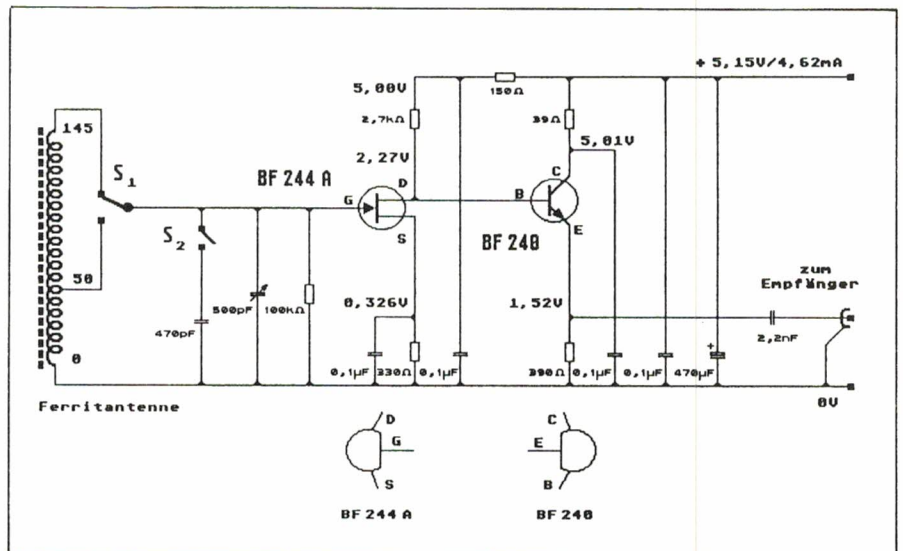 + 5,15V/4,62mA
5,00V
150Ω
145
2,7kΩ
39Ω
5,01V
2,27V
S1
BF 244 A
D
C
G
B
S2
S
BF 240
E
50
zum
Empfänger
0,326V
1,52V
500pF
100kΩ
470pF
2,2nF
0
0,1µF
330Ω
0,1µF
390Ω
0,1µF
0,1µF
+
470µF
Ferritantenne
0V
D
C
G
E
S
B
BF 244 A
BF 240